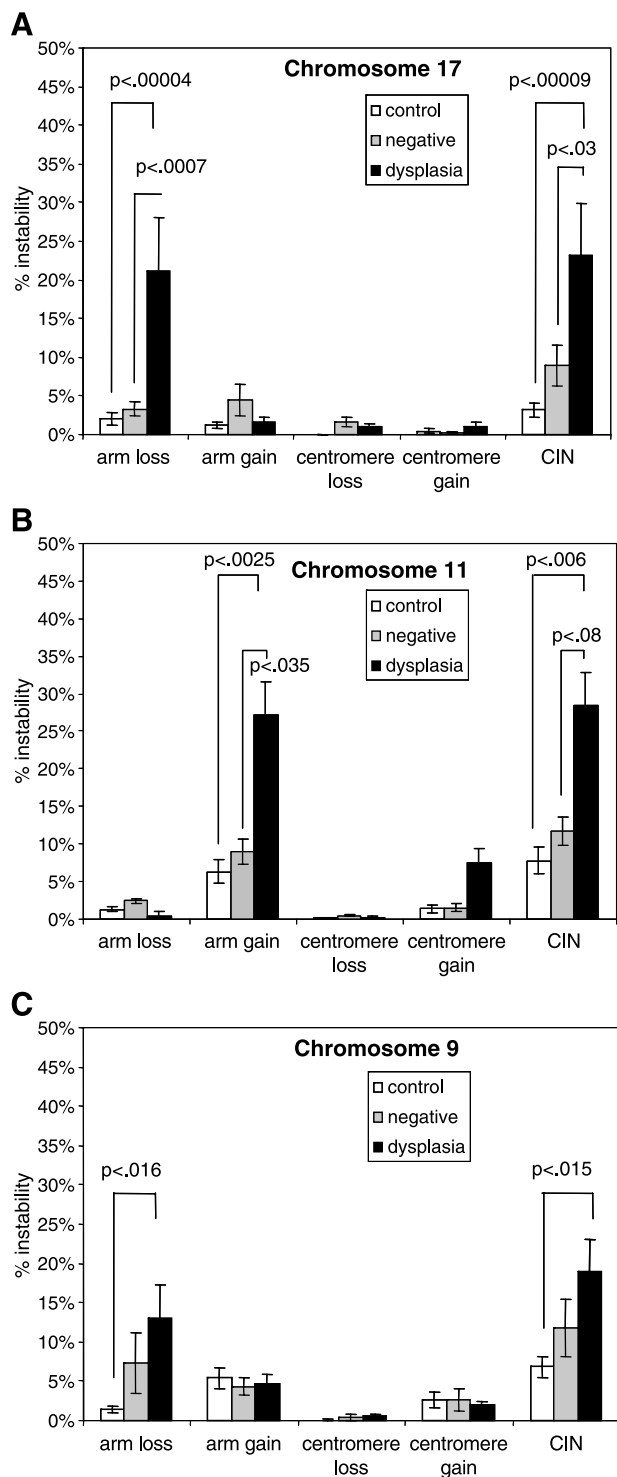 A
Chromosome 17
50%
45%
40%
35%
30%
25%
20%
15%
10%
5%
0%
% instability
p<.00004
p<.0007
control
negative
dysplasia
p<.00009
p<.03
arm loss
arm gain
centromere loss
centromere gain
CIN
B
Chromosome 11
50%
45%
40%
35%
30%
25%
20%
15%
10%
5%
0%
% instability
p<.0025
p<.035
control
negative
dysplasia
p<.006
p<.08
arm loss
arm gain
centromere loss
centromere gain
CIN
C
Chromosome 9
50%
45%
40%
35%
30%
25%
20%
15%
10%
5%
0%
% instability
p<.016
control
negative
dysplasia
p<.015
arm loss
arm gain
centromere loss
centromere gain
CIN